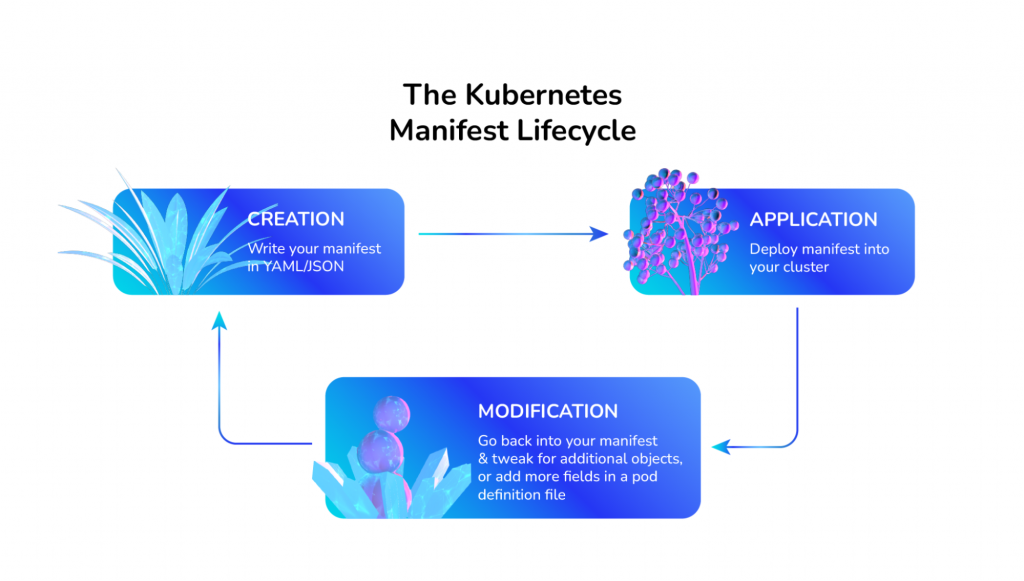 The Kubernetes
Manifest Lifecycle
CREATION
Write your manifest
in YAML/JSON
APPLICATION
Deploy manifest into
your cluster
MODIFICATION
Go back into your manifest
& tweak for additional objects,
or add more fields in a pod
definition file